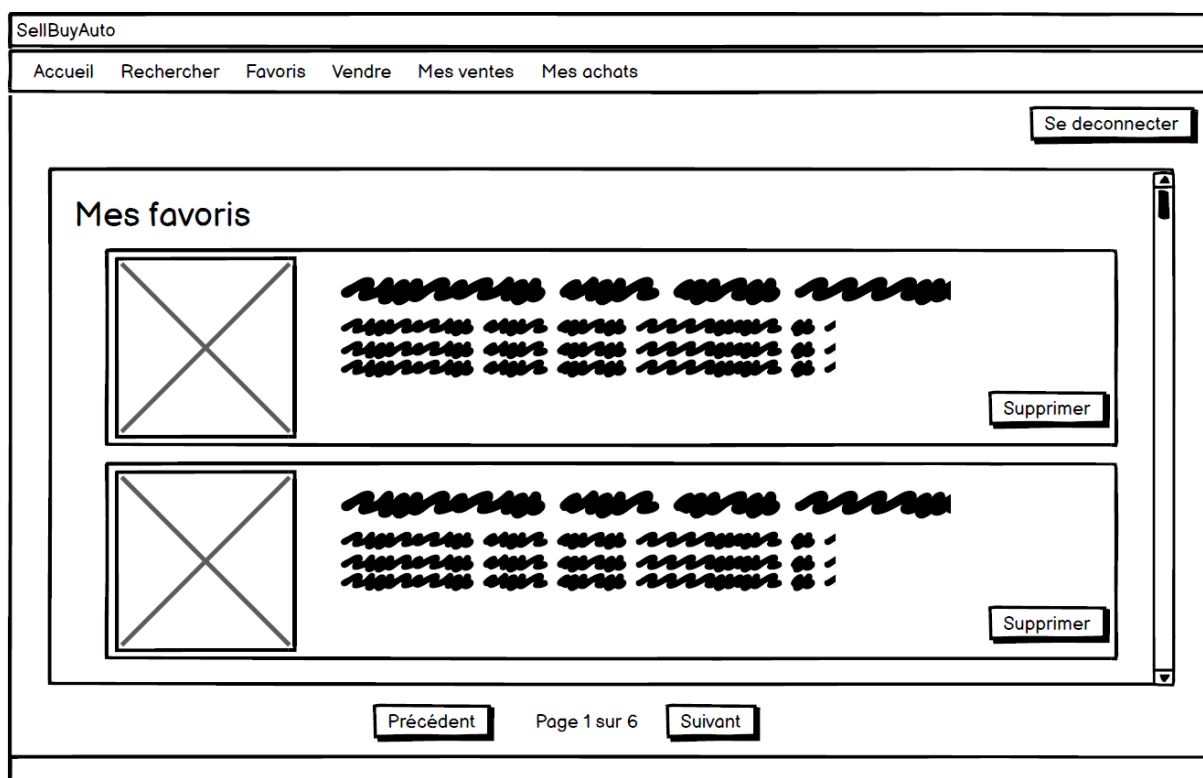 SellBuyAuto
Accueil Rechercher Favoris Vendre Mes ventes Mes achats
Se deconnecter
Mes favoris
Supprimer
Supprimer
Précédent Page 1 sur 6 Suivant